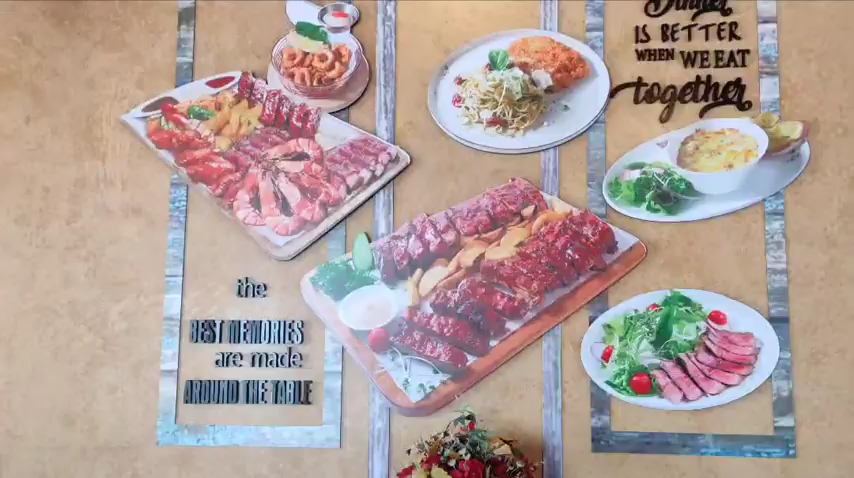 Dinner
IS BETTER
WHEN WE EAT
together
the
BEST MEMORIES
are made
AROUND THE TABLE